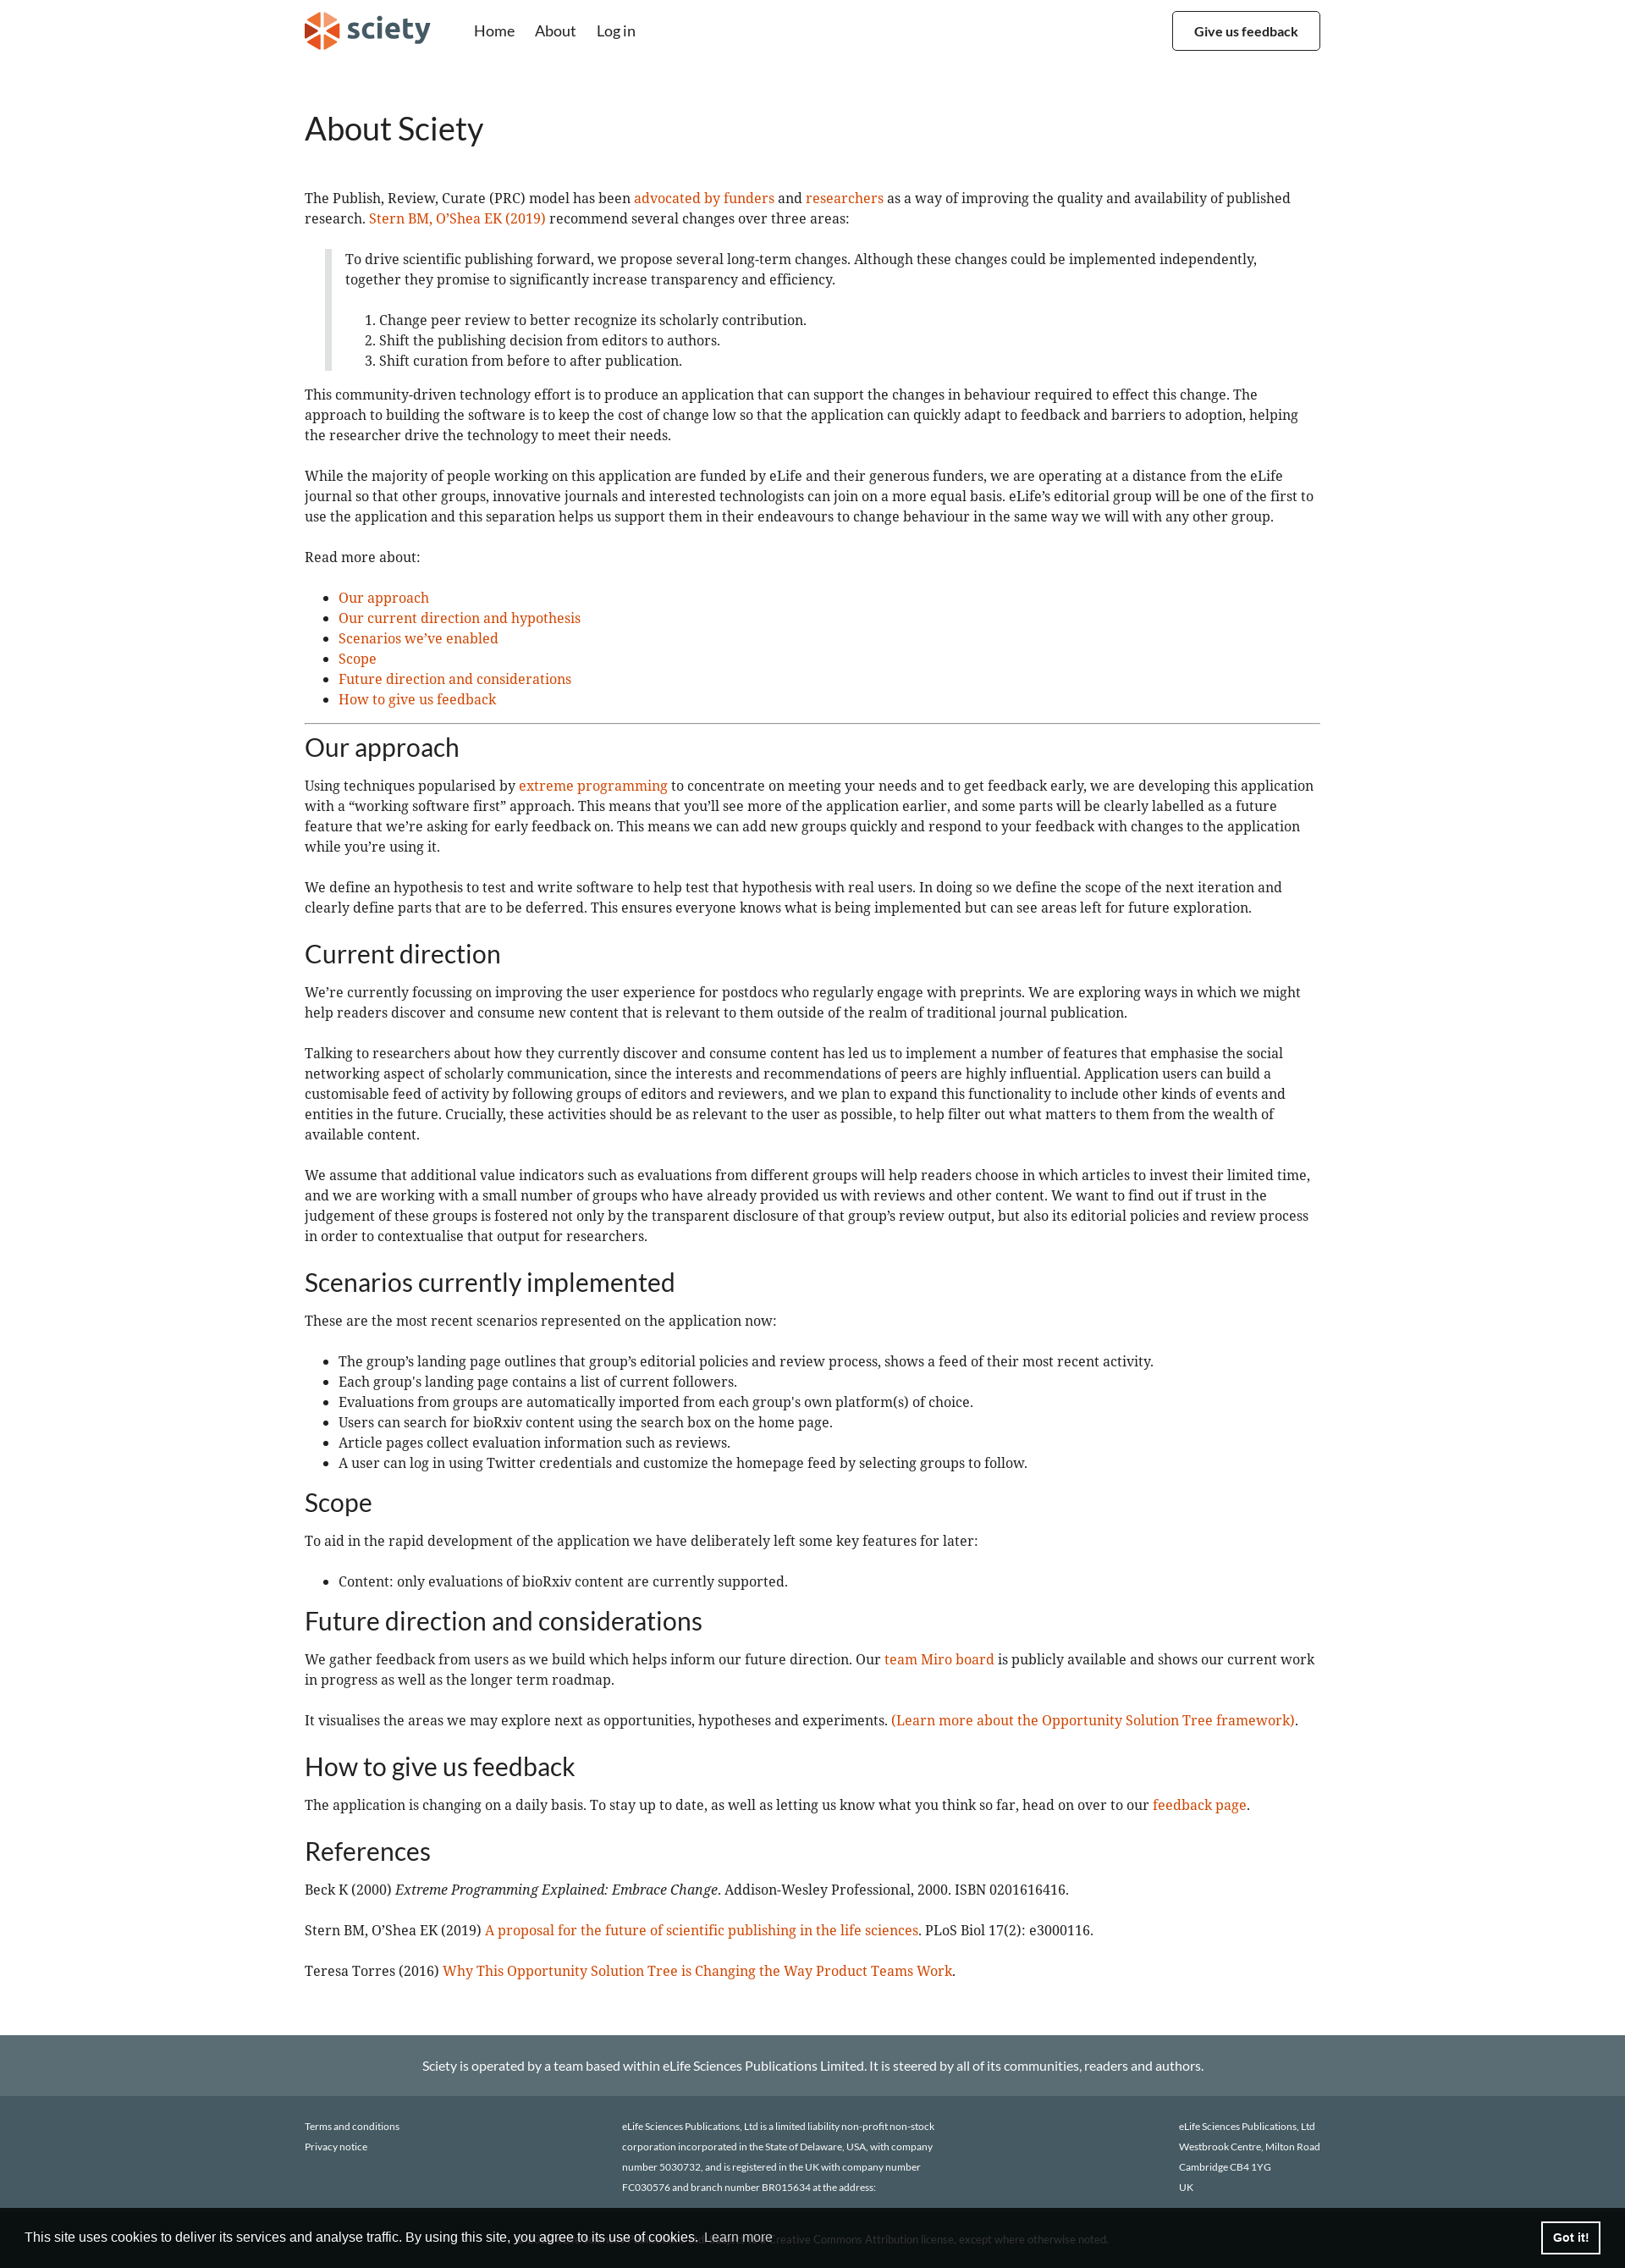 sciety
Home About Log in Give us feedback
About Sciety
The Publish, Review, Curate (PRC) model has been advocated by funders and researchers as a way of improving the quality and availability of published
research. Stern BM, O’Shea EK (2019) recommend several changes over three areas:
To drive scientific publishing forward, we propose several long-term changes. Although these changes could be implemented independently,
together they promise to significantly increase transparency and efficiency.
1. Change peer review to better recognize its scholarly contribution.
2. Shift the publishing decision from editors to authors.
3. Shift curation from before to after publication.
This community-driven technology effort is to produce an application that can support the changes in behaviour required to effect this change. The
approach to building the software is to keep the cost of change low so that the application can quickly adapt to feedback and barriers to adoption, helping
the researcher drive the technology to meet their needs.
While the majority of people working on this application are funded by eLife and their generous funders, we are operating at a distance from the eLife
journal so that other groups, innovative journals and interested technologists can join on a more equal basis. eLife’s editorial group will be one of the first to
use the application and this separation helps us support them in their endeavours to change behaviour in the same way we will with any other group.
Read more about:
• Our approach
• Our current direction and hypothesis
• Scenarios we’ve enabled
• Scope
• Future direction and considerations
• How to give us feedback
Our approach
Using techniques popularised by extreme programming to concentrate on meeting your needs and to get feedback early, we are developing this application
with a “working software first” approach. This means that you’ll see more of the application earlier, and some parts will be clearly labelled as a future
feature that we’re asking for early feedback on. This means we can add new groups quickly and respond to your feedback with changes to the application
while you’re using it.
We define an hypothesis to test and write software to help test that hypothesis with real users. In doing so we define the scope of the next iteration and
clearly define parts that are to be deferred. This ensures everyone knows what is being implemented but can see areas left for future exploration.
Current direction
We’re currently focussing on improving the user experience for postdocs who regularly engage with preprints. We are exploring ways in which we might
help readers discover and consume new content that is relevant to them outside of the realm of traditional journal publication.
Talking to researchers about how they currently discover and consume content has led us to implement a number of features that emphasise the social
networking aspect of scholarly communication, since the interests and recommendations of peers are highly influential. Application users can build a
customisable feed of activity by following groups of editors and reviewers, and we plan to expand this functionality to include other kinds of events and
entities in the future. Crucially, these activities should be as relevant to the user as possible, to help filter out what matters to them from the wealth of
available content.
We assume that additional value indicators such as evaluations from different groups will help readers choose in which articles to invest their limited time,
and we are working with a small number of groups who have already provided us with reviews and other content. We want to find out if trust in the
judgement of these groups is fostered not only by the transparent disclosure of that group’s review output, but also its editorial policies and review process
in order to contextualise that output for researchers.
Scenarios currently implemented
These are the most recent scenarios represented on the application now:
• The group’s landing page outlines that group’s editorial policies and review process, shows a feed of their most recent activity.
• Each group's landing page contains a list of current followers.
• Evaluations from groups are automatically imported from each group's own platform(s) of choice.
• Users can search for bioRxiv content using the search box on the home page.
• Article pages collect evaluation information such as reviews.
• A user can log in using Twitter credentials and customize the homepage feed by selecting groups to follow.
Scope
To aid in the rapid development of the application we have deliberately left some key features for later:
• Content: only evaluations of bioRxiv content are currently supported.
Future direction and considerations
We gather feedback from users as we build which helps inform our future direction. Our team Miro board is publicly available and shows our current work
in progress as well as the longer term roadmap.
It visualises the areas we may explore next as opportunities, hypotheses and experiments. (Learn more about the Opportunity Solution Tree framework).
How to give us feedback
The application is changing on a daily basis. To stay up to date, as well as letting us know what you think so far, head on over to our feedback page.
References
Beck K (2000) Extreme Programming Explained: Embrace Change. Addison-Wesley Professional, 2000. ISBN 0201616416.
Stern BM, O’Shea EK (2019) A proposal for the future of scientific publishing in the life sciences. PLoS Biol 17(2): e3000116.
Teresa Torres (2016) Why This Opportunity Solution Tree is Changing the Way Product Teams Work.
Sciety is operated by a team based within eLife Sciences Publications Limited. It is steered by all of its communities, readers and authors.
Terms and conditions
Privacy notice
eLife Sciences Publications, Ltd is a limited liability non-profit non-stock
corporation incorporated in the State of Delaware, USA, with company
number 5030732, and is registered in the UK with company number
FC030576 and branch number BR015634 at the address:
eLife Sciences Publications, Ltd
Westbrook Centre, Milton Road
Cambridge CB4 1YG
UK
This site uses cookies to deliver its services and analyse traffic. By using this site, you agree to its use of cookies. Learn more
Creative Commons Attribution license, except where otherwise noted.
Got it!